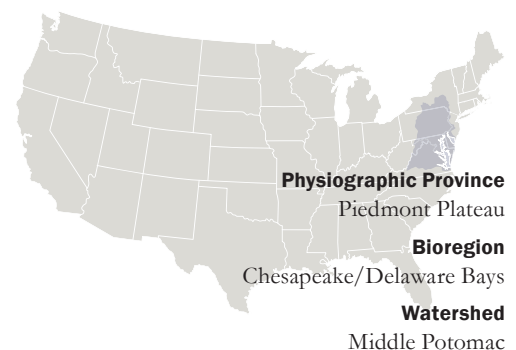 Physiographic Province
Piedmont Plateau
Bioregion
Chesapeake/Delaware Bays
Watershed
Middle Potomac